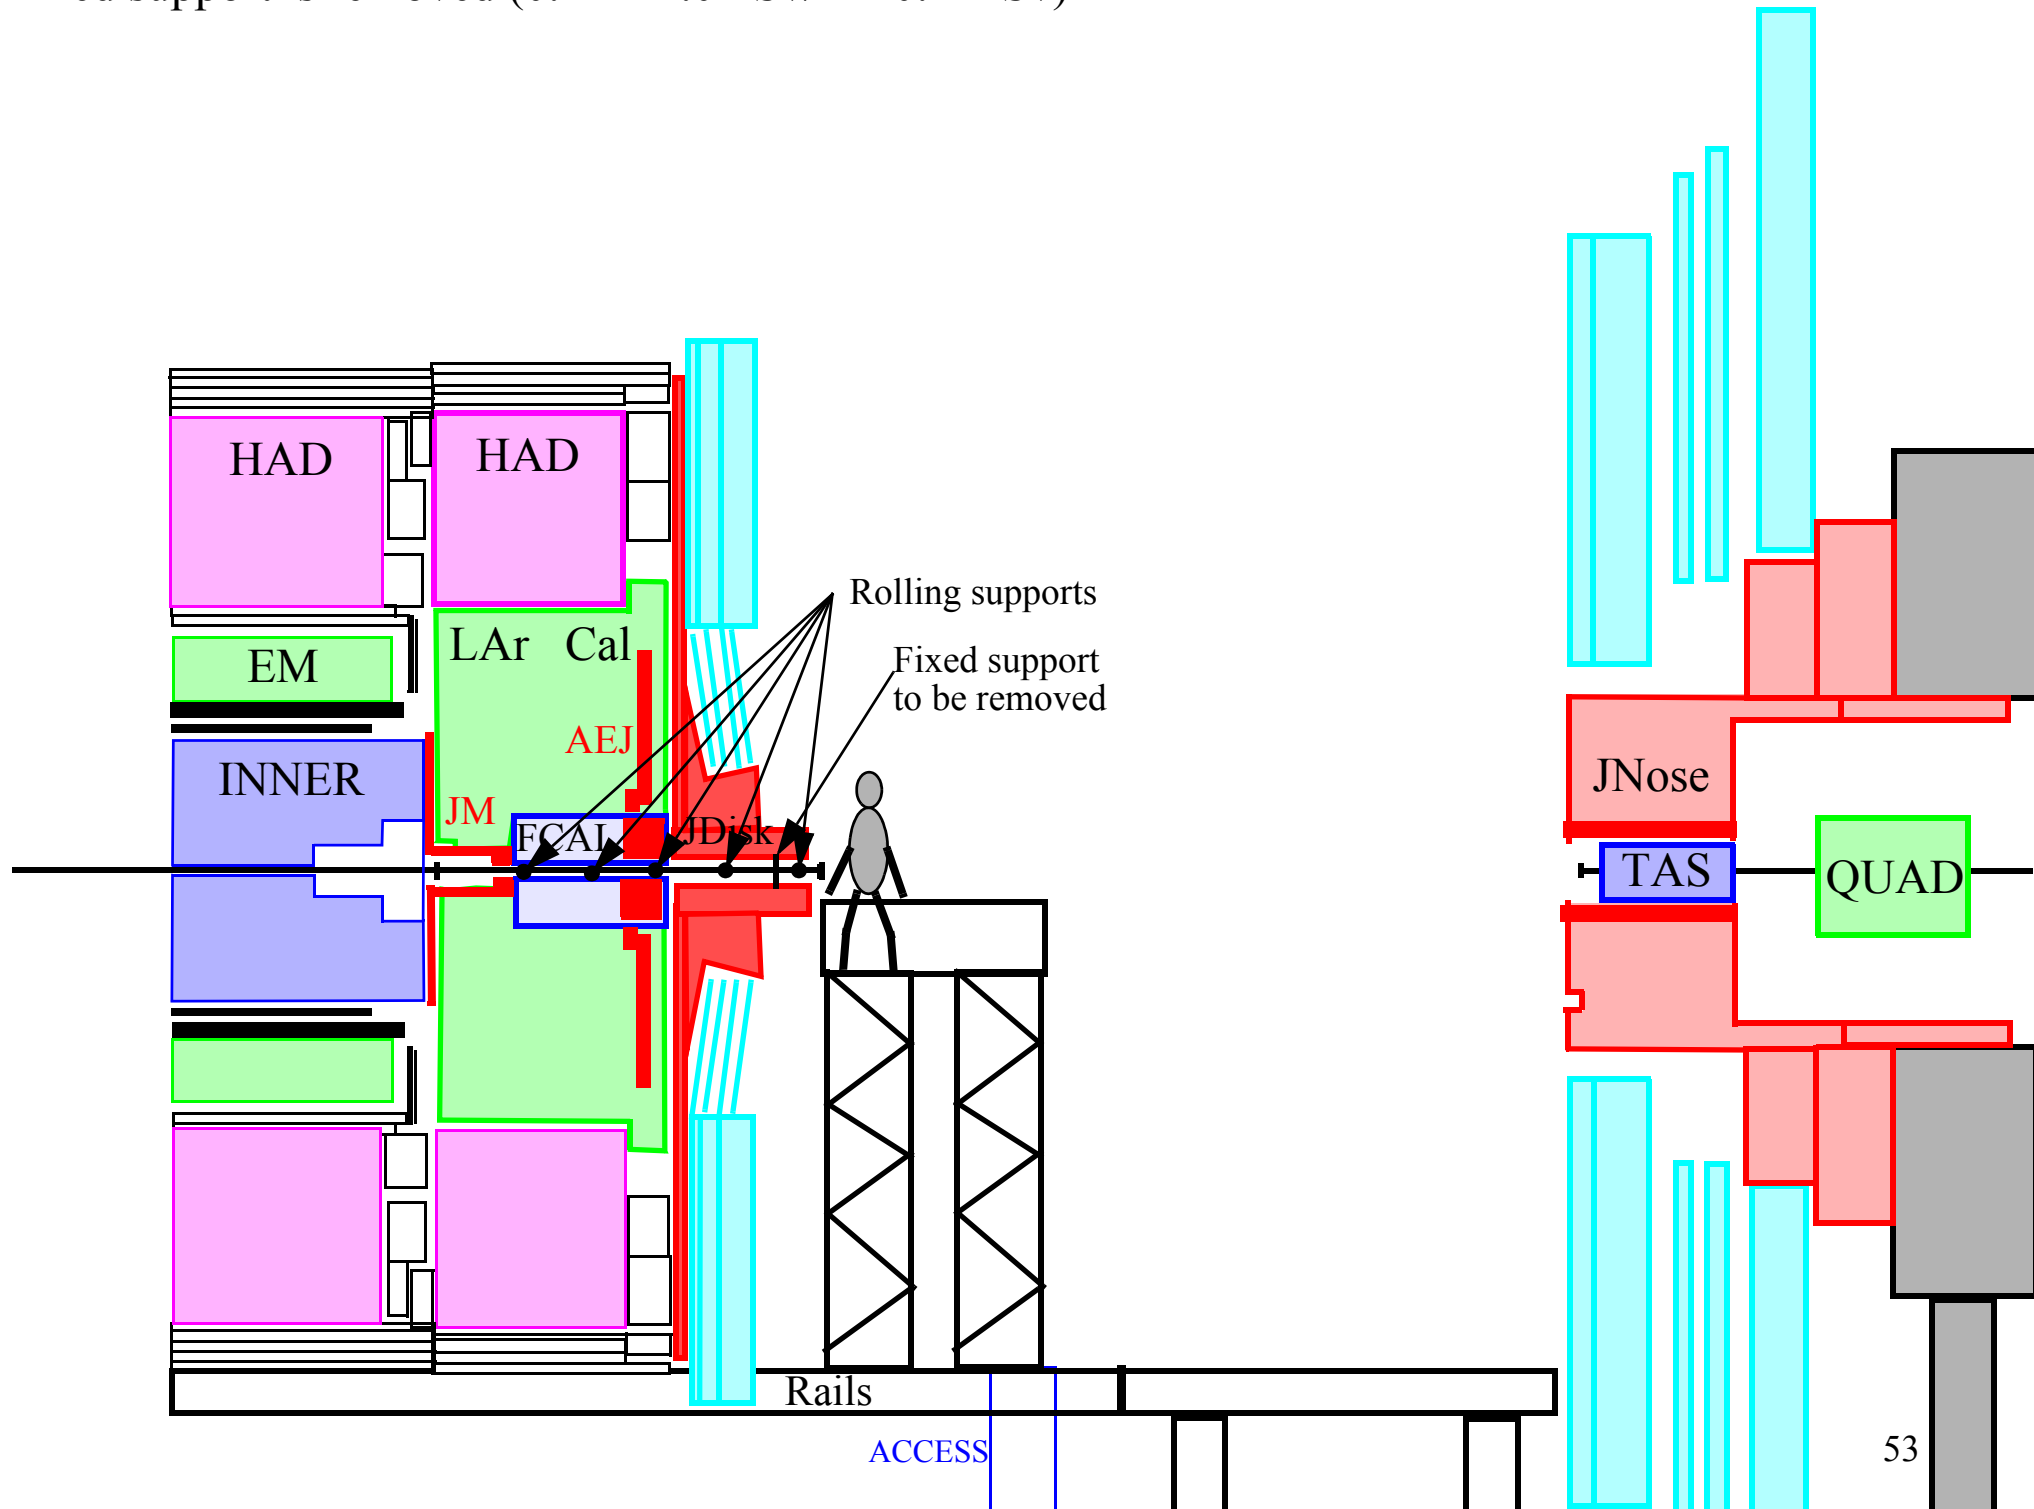 HAD
HAD
Rolling supports
LAr Cal
Fixed support
to be removed
EM
AEJ
INNER
JNose
JM
FCAL
JDisk
TAS
QUAD
Rails
ACCESS
53